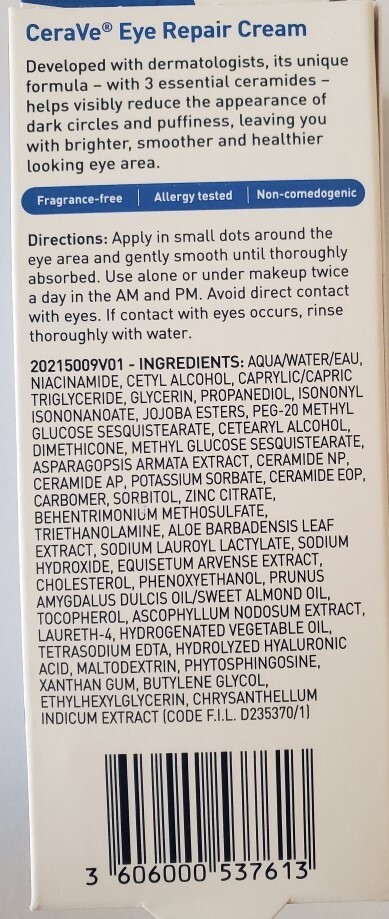 CeraVe® Eye Repair Cream
Developed with dermatologists, its unique
formula – with 3 essential ceramides –
helps visibly reduce the appearance of
dark circles and puffiness, leaving you
with brighter, smoother and healthier
looking eye area.
Fragrance-free | Allergy tested | Non-comedogenic
Directions: Apply in small dots around the
eye area and gently smooth until thoroughly
absorbed. Use alone or under makeup twice
a day in the AM and PM. Avoid direct contact
with eyes. If contact with eyes occurs, rinse
thoroughly with water.
20215009V01 - INGREDIENTS: AQUA/WATER/EAU,
NIACINAMIDE, CETYL ALCOHOL, CAPRYLIC/CAPRIC
TRIGLYCERIDE, GLYCERIN, PROPANEDIOL, ISONONYL
ISONONANOATE, JOJOBA ESTERS, PEG-20 METHYL
GLUCOSE SESQUISTEARATE, CETEARYL ALCOHOL,
DIMETHICONE, METHYL GLUCOSE SESQUISTEARATE,
ASPARAGOPSIS ARMATA EXTRACT, CERAMIDE NP,
CERAMIDE AP, POTASSIUM SORBATE, CERAMIDE EOP,
CARBOMER, SORBITOL, ZINC CITRATE,
BEHENTRIMONIUM METHOSULFATE,
TRIETHANOLAMINE, ALOE BARBADENSIS LEAF
EXTRACT, SODIUM LAUROYL LACTYLATE, SODIUM
HYDROXIDE, EQUISETUM ARVENSE EXTRACT,
CHOLESTEROL, PHENOXYETHANOL, PRUNUS
AMYGDALUS DULCIS OIL/SWEET ALMOND OIL,
TOCOPHEROL, ASCOPHYLLUM NODOSUM EXTRACT,
LAURETH-4, HYDROGENATED VEGETABLE OIL,
TETRASODIUM EDTA, HYDROLYZED HYALURONIC
ACID, MALTODEXTRIN, PHYTOSPHINGOSINE,
XANTHAN GUM, BUTYLENE GLYCOL,
ETHYLHEXYLGLYCERIN, CHRYSANTHELLUM
INDICUM EXTRACT (CODE F.I.L. D235370/1)
3 606000 537613